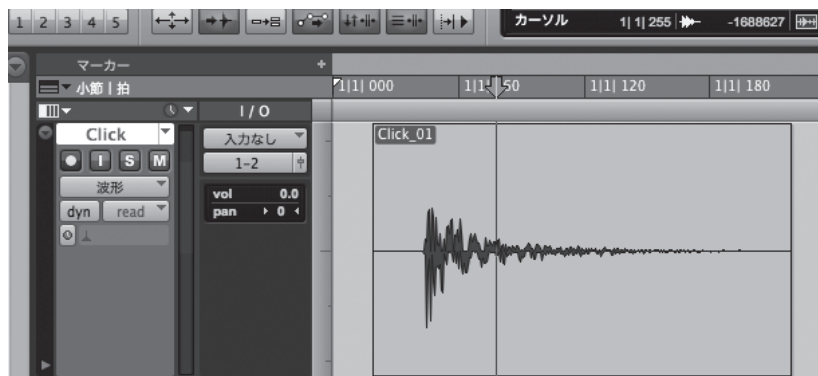 1 2 3 4 5
カーソル 1| 1| 255 -1688627
マーカー +
小節 | 拍 1|1| 000 1|1| 60 1|1| 120 1|1| 180
I / O
Click
入力なし
Click_01
I S M
1-2
波形
vol 0.0
dyn read
pan ▸ 0 ◂